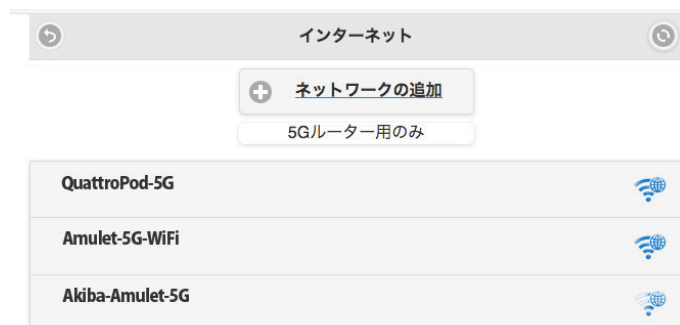 インターネット
ネットワークの追加
5Gルーター用のみ
QuattroPod-5G
Amulet-5G-WiFi
Akiba-Amulet-5G